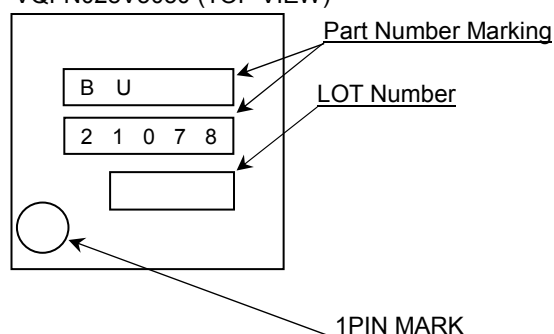 Part Number Marking
B U
LOT Number
2 1 0 7 8
1PIN MARK